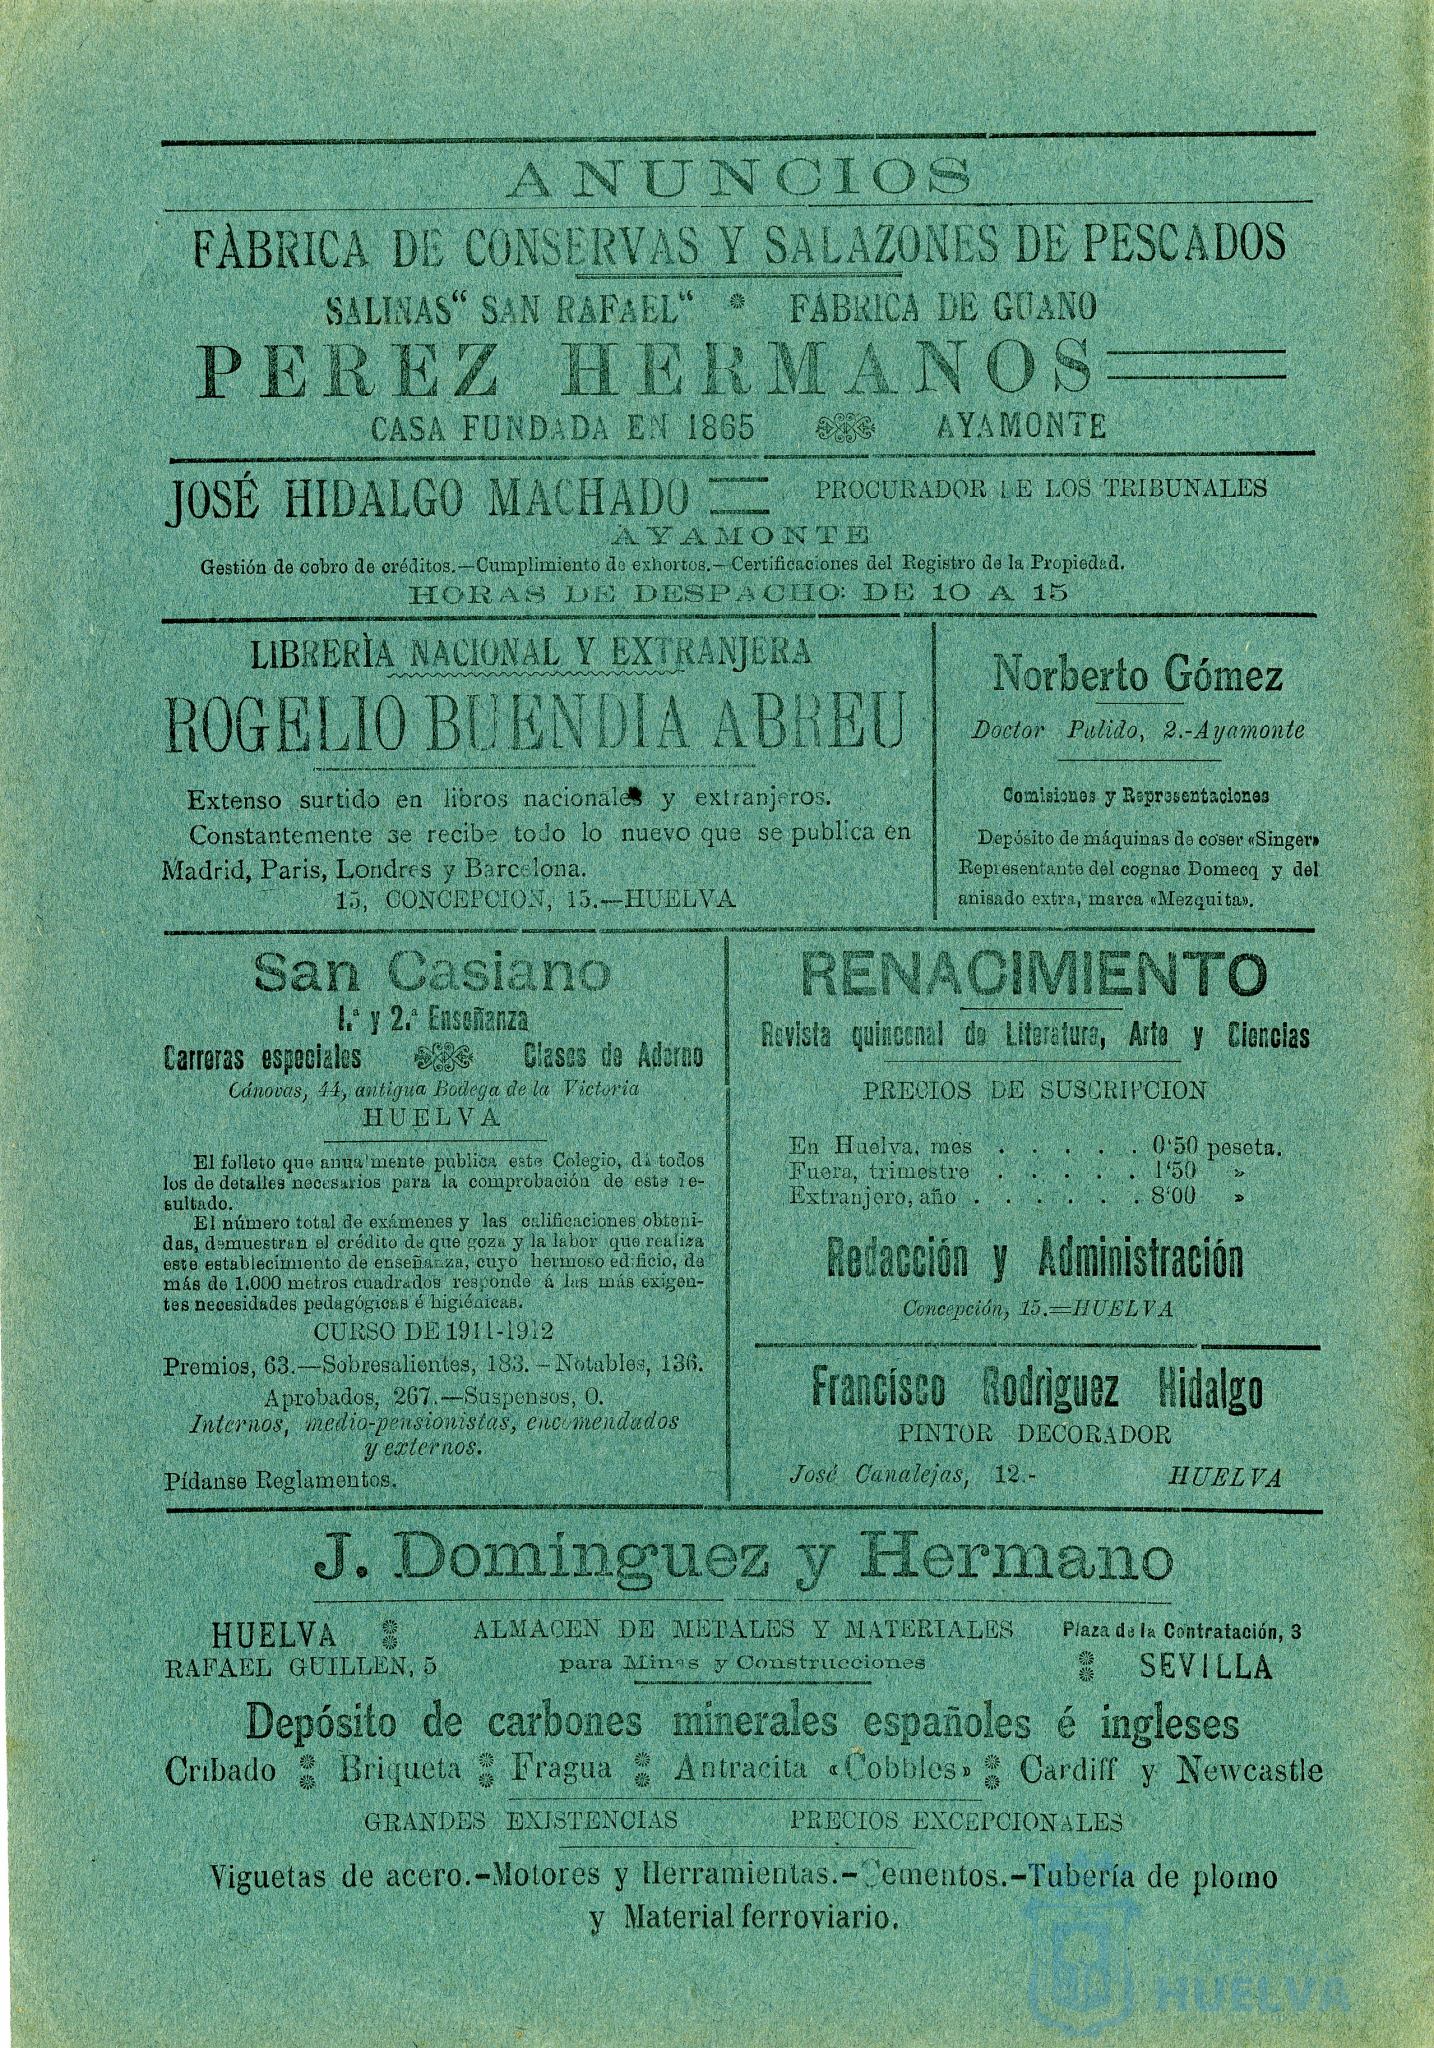 ANUNCIOS
FÀBRICA DE CONSERVAS Y SALAZONES DE PESCADOS
SALINAS“ SAN RAFAEL“ FABRICA DE GUANO
PEREZ HERMANOS
CASA FUNDADA EN 1865 AYAMONTE
JOSÉ HIDALGO MACHADO PROCURADOR DE LOS TRIBUNALES
AYAMONTE
Gestión de cobro de créditos.—Cumplimiento de exhortos.—Certificaciones del Registro de la Propiedad.
HORAS DE DESPACHO: DE 10 A 15
LIBRERÌA NACIONAL Y EXTRANJERA
ROGELIO BUENDIA ABREU
Extenso surtido en libros nacionales y extranjeros.
Constantemente se recibe todo lo nuevo que se publica en
Madrid, Paris, Londres y Barcelona.
15, CONCEPCION, 15.—HUELVA
Norberto Gómez
Doctor Pulido, 2.-Ayamonte
Comisiones y Representaciones
Depósito de máquinas de coser «Singer»
Representante del cognac Domecq y del
anisado extra, marca «Mezquita».
San Casiano
1.ª y 2.ª Enseñanza
Carreras especiales Clases de Adorno
Cánovas, 44, antigua Bodega de la Victoria
HUELVA
El folleto que anualmente publica este Colegio, dá todos
los de detalles necesarios para la comprobación de este re-
sultado.
El número total de exámenes y las calificaciones obteni-
das, demuestran el crédito de que goza y la labor que realiza
este establecimiento de enseñanza, cuyo hermoso edificio, de
más de 1.000 metros cuadrados responde á las más exigen-
tes necesidades pedagógicas é higiénicas.
CURSO DE 1911-1912
Premios, 63.—Sobresalientes, 183.—Notables, 136.
Aprobados, 267.—Suspensos, 0.
Internos, medio-pensionistas, encomendados
y externos.
Pídanse Reglamentos.
RENACIMIENTO
Revista quincenal de Literatura, Arte y Ciencias
PRECIOS DE SUSCRIPCION
En Huelva, mes . . . . . 0‘50 peseta.
Fuera, trimestre . . . . . 1‘50 »
Extranjero, año . . . . . . 8‘00 »
Redacción y Administración
Concepción, 15.=HUELVA
Francísco Rodrìguez Hidalgo
PINTOR DECORADOR
José Canalejas, 12.- HUELVA
J. Domínguez y Hermano
HUELVA ALMACEN DE METALES Y MATERIALES Plaza de la Contratación, 3
RAFAEL GUILLEN, 5 para Minas y Construcciones SEVILLA
Depósito de carbones minerales españoles é ingleses
Cribado Briqueta Fragua Antracita «Cobbles» Cardiff y Newcastle
GRANDES EXISTENCIAS PRECIOS EXCEPCIONALES
Viguetas de acero.-Motores y Herramientas.-Cementos.-Tubería de plomo
y Material ferroviario.
HUELVA